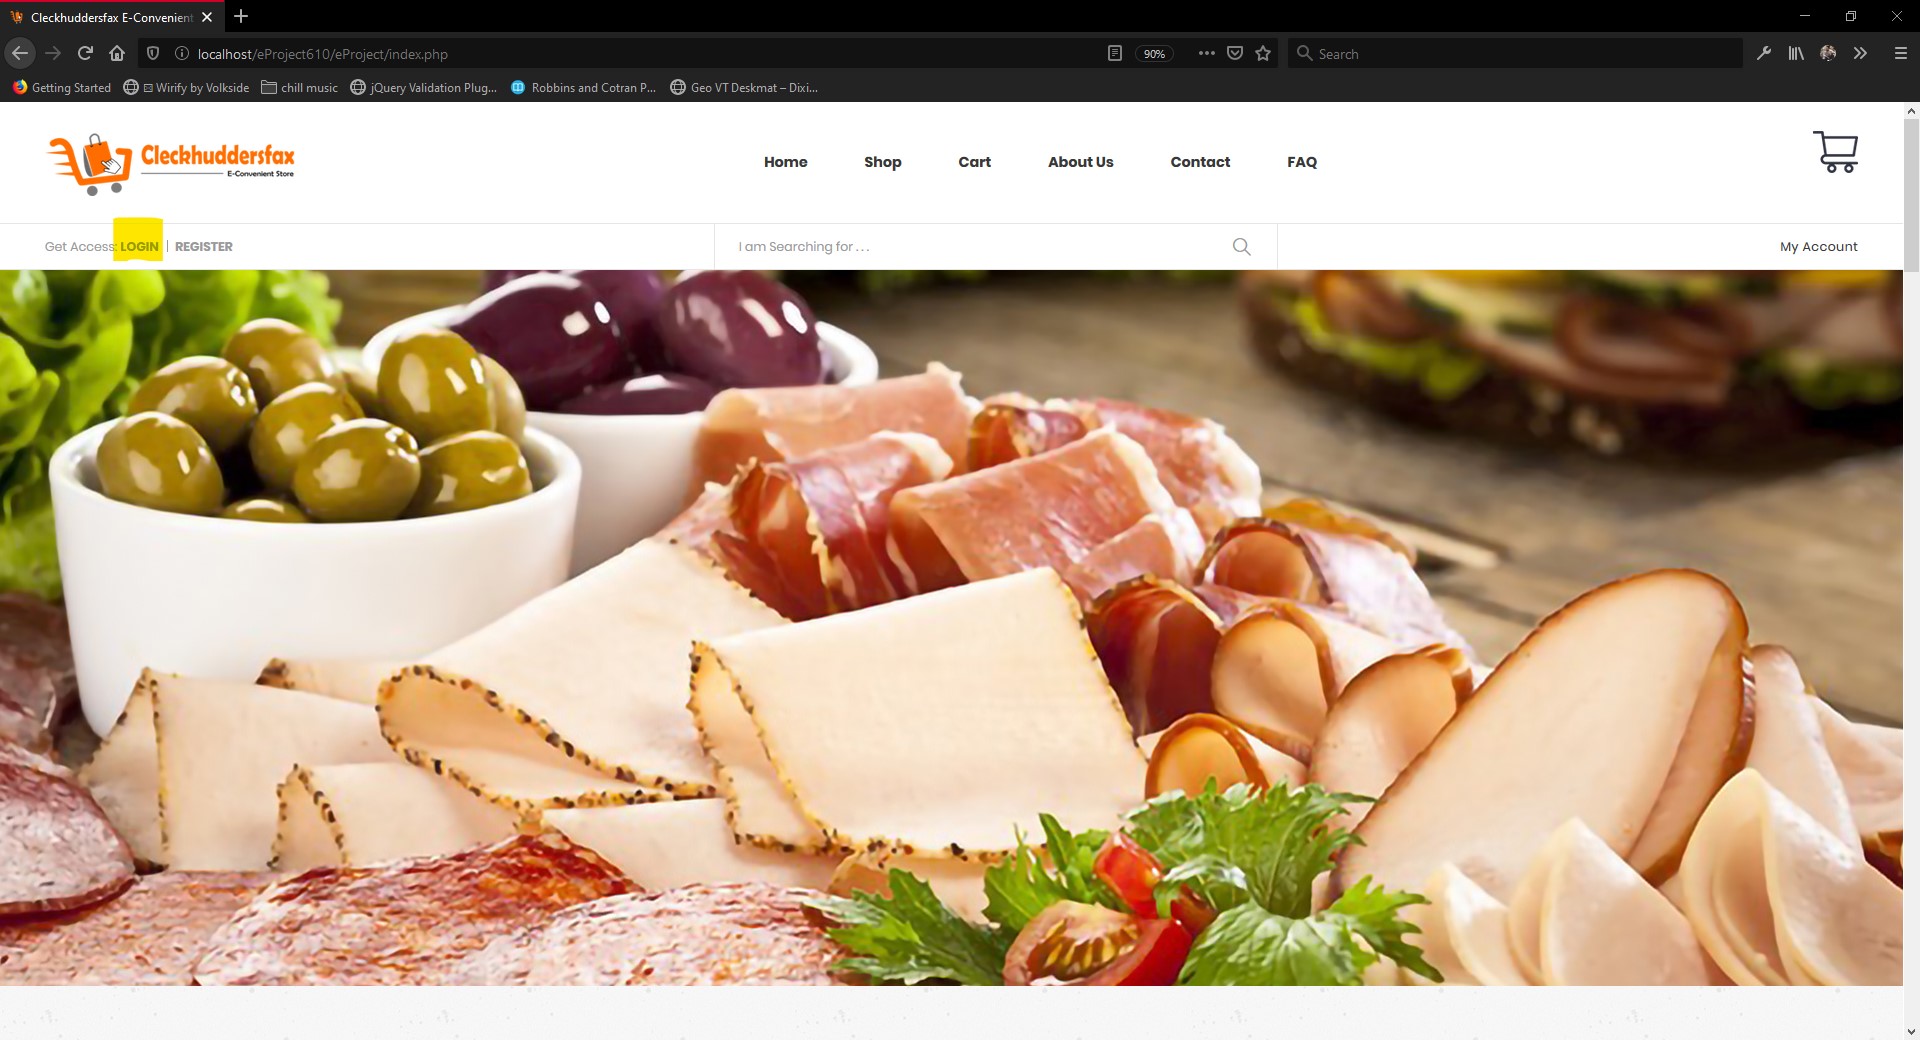 Cleckhuddersfax E-Convenient
localhost/eProject610/eProject/index.php
90%
Search
Getting Started
Wirify by Volkside
chill music
jQuery Validation Plug...
Robbins and Cotran P...
Geo VT Deskmat – Dixi...
Cleckhuddersfax
E-Convenient Store
Home
Shop
Cart
About Us
Contact
FAQ
Get Access: LOGIN | REGISTER
I am Searching for . . .
My Account